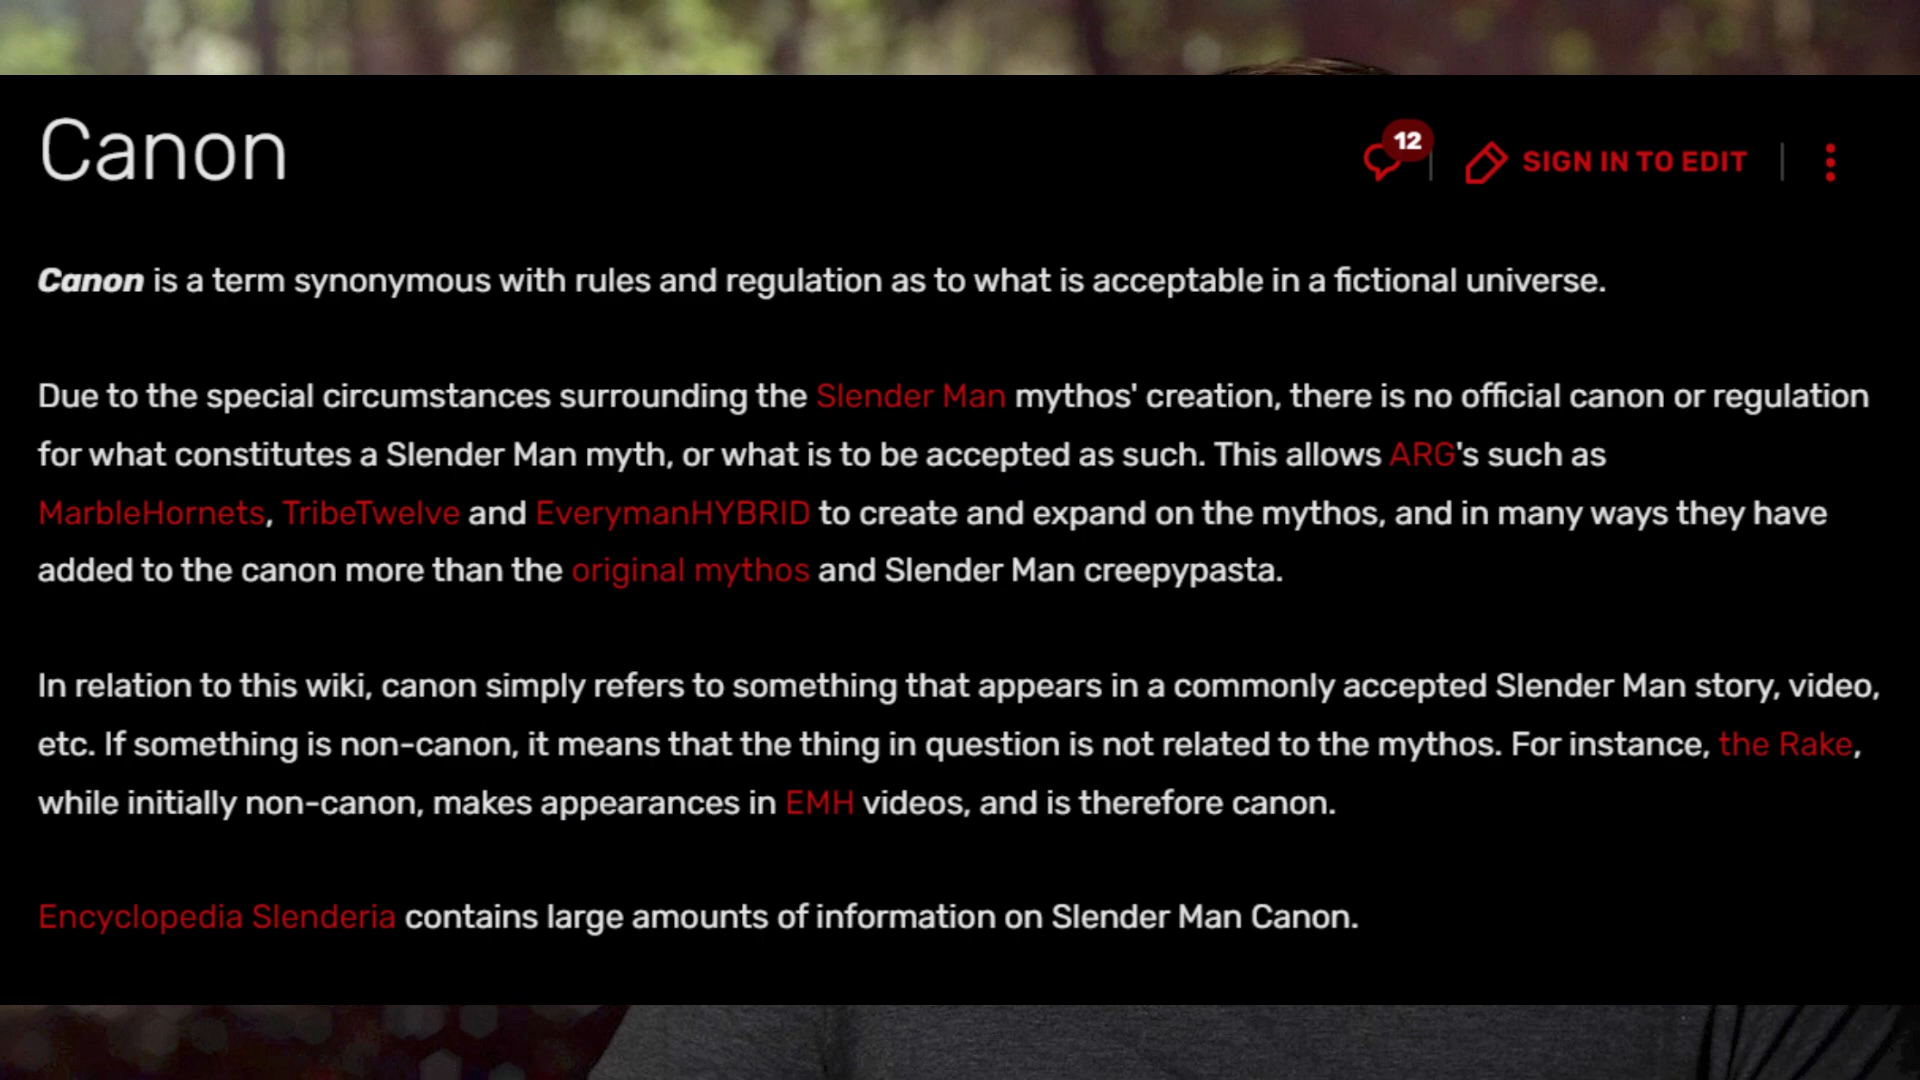 Canon
12
SIGN IN TO EDIT
Canon is a term synonymous with rules and regulation as to what is acceptable in a fictional universe.
Due to the special circumstances surrounding the Slender Man mythos' creation, there is no official canon or regulation
for what constitutes a Slender Man myth, or what is to be accepted as such. This allows ARG's such as
MarbleHornets, TribeTwelve and EverymanHYBRID to create and expand on the mythos, and in many ways they have
added to the canon more than the original mythos and Slender Man creepypasta.
In relation to this wiki, canon simply refers to something that appears in a commonly accepted Slender Man story, video,
etc. If something is non-canon, it means that the thing in question is not related to the mythos. For instance, the Rake,
while initially non-canon, makes appearances in EMH videos, and is therefore canon.
Encyclopedia Slenderia contains large amounts of information on Slender Man Canon.